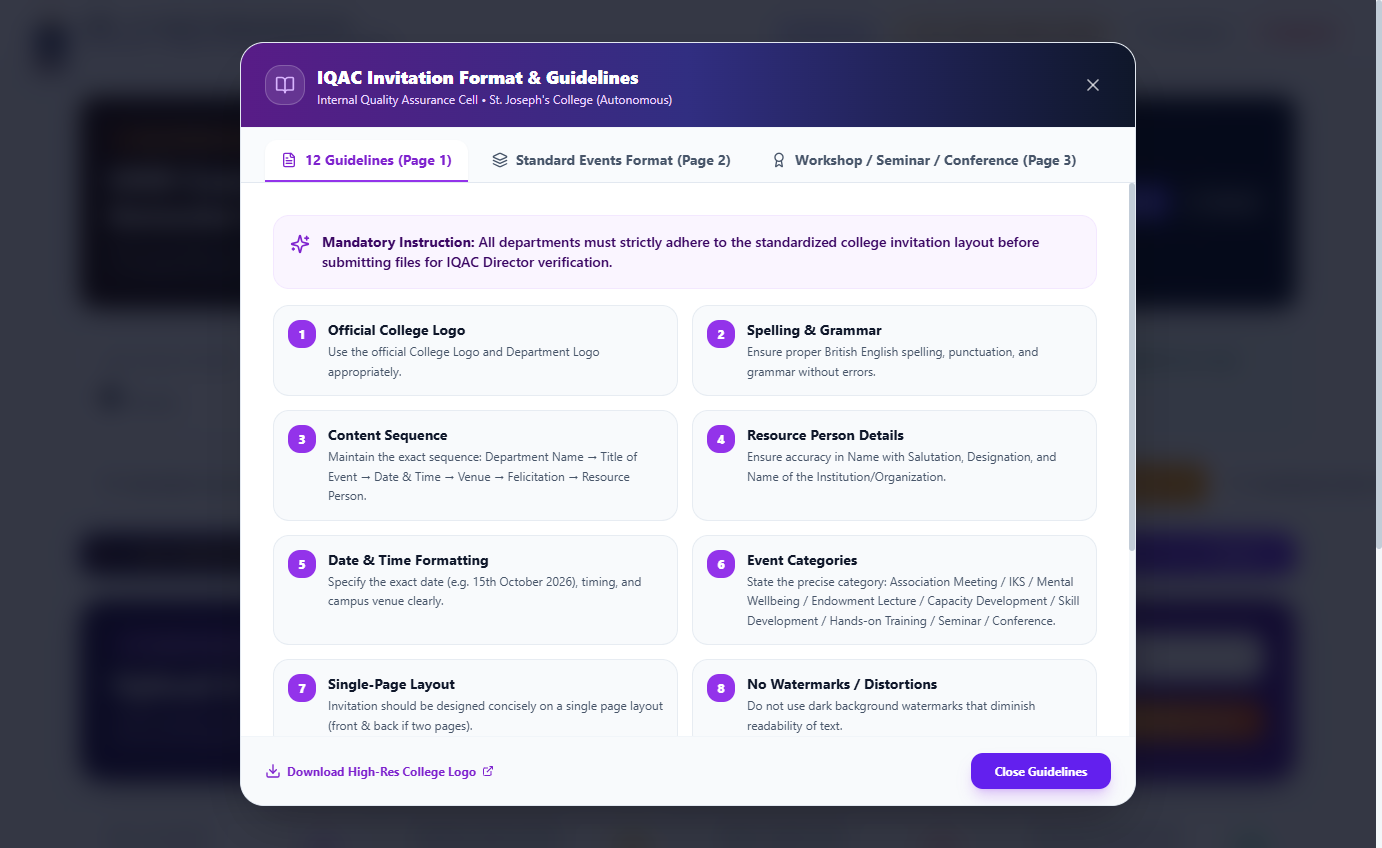 IQAC Invitation Format & Guidelines
Internal Quality Assurance Cell • St. Joseph's College (Autonomous)
12 Guidelines (Page 1)
Standard Events Format (Page 2)
Workshop / Seminar / Conference (Page 3)
Mandatory Instruction: All departments must strictly adhere to the standardized college invitation layout before
submitting files for IQAC Director verification.
1
Official College Logo
Use the official College Logo and Department Logo
appropriately.
2
Spelling & Grammar
Ensure proper British English spelling, punctuation, and
grammar without errors.
3
Content Sequence
Maintain the exact sequence: Department Name → Title of
Event → Date & Time → Venue → Felicitation → Resource
Person.
4
Resource Person Details
Ensure accuracy in Name with Salutation, Designation, and
Name of the Institution/Organization.
5
Date & Time Formatting
Specify the exact date (e.g. 15th October 2026), timing, and
campus venue clearly.
6
Event Categories
State the precise category: Association Meeting / IKS / Mental
Wellbeing / Endowment Lecture / Capacity Development / Skill
Development / Hands-on Training / Seminar / Conference.
7
Single-Page Layout
Invitation should be designed concisely on a single page layout
(front & back if two pages).
8
No Watermarks / Distortions
Do not use dark background watermarks that diminish
readability of text.
Download High-Res College Logo
Close Guidelines